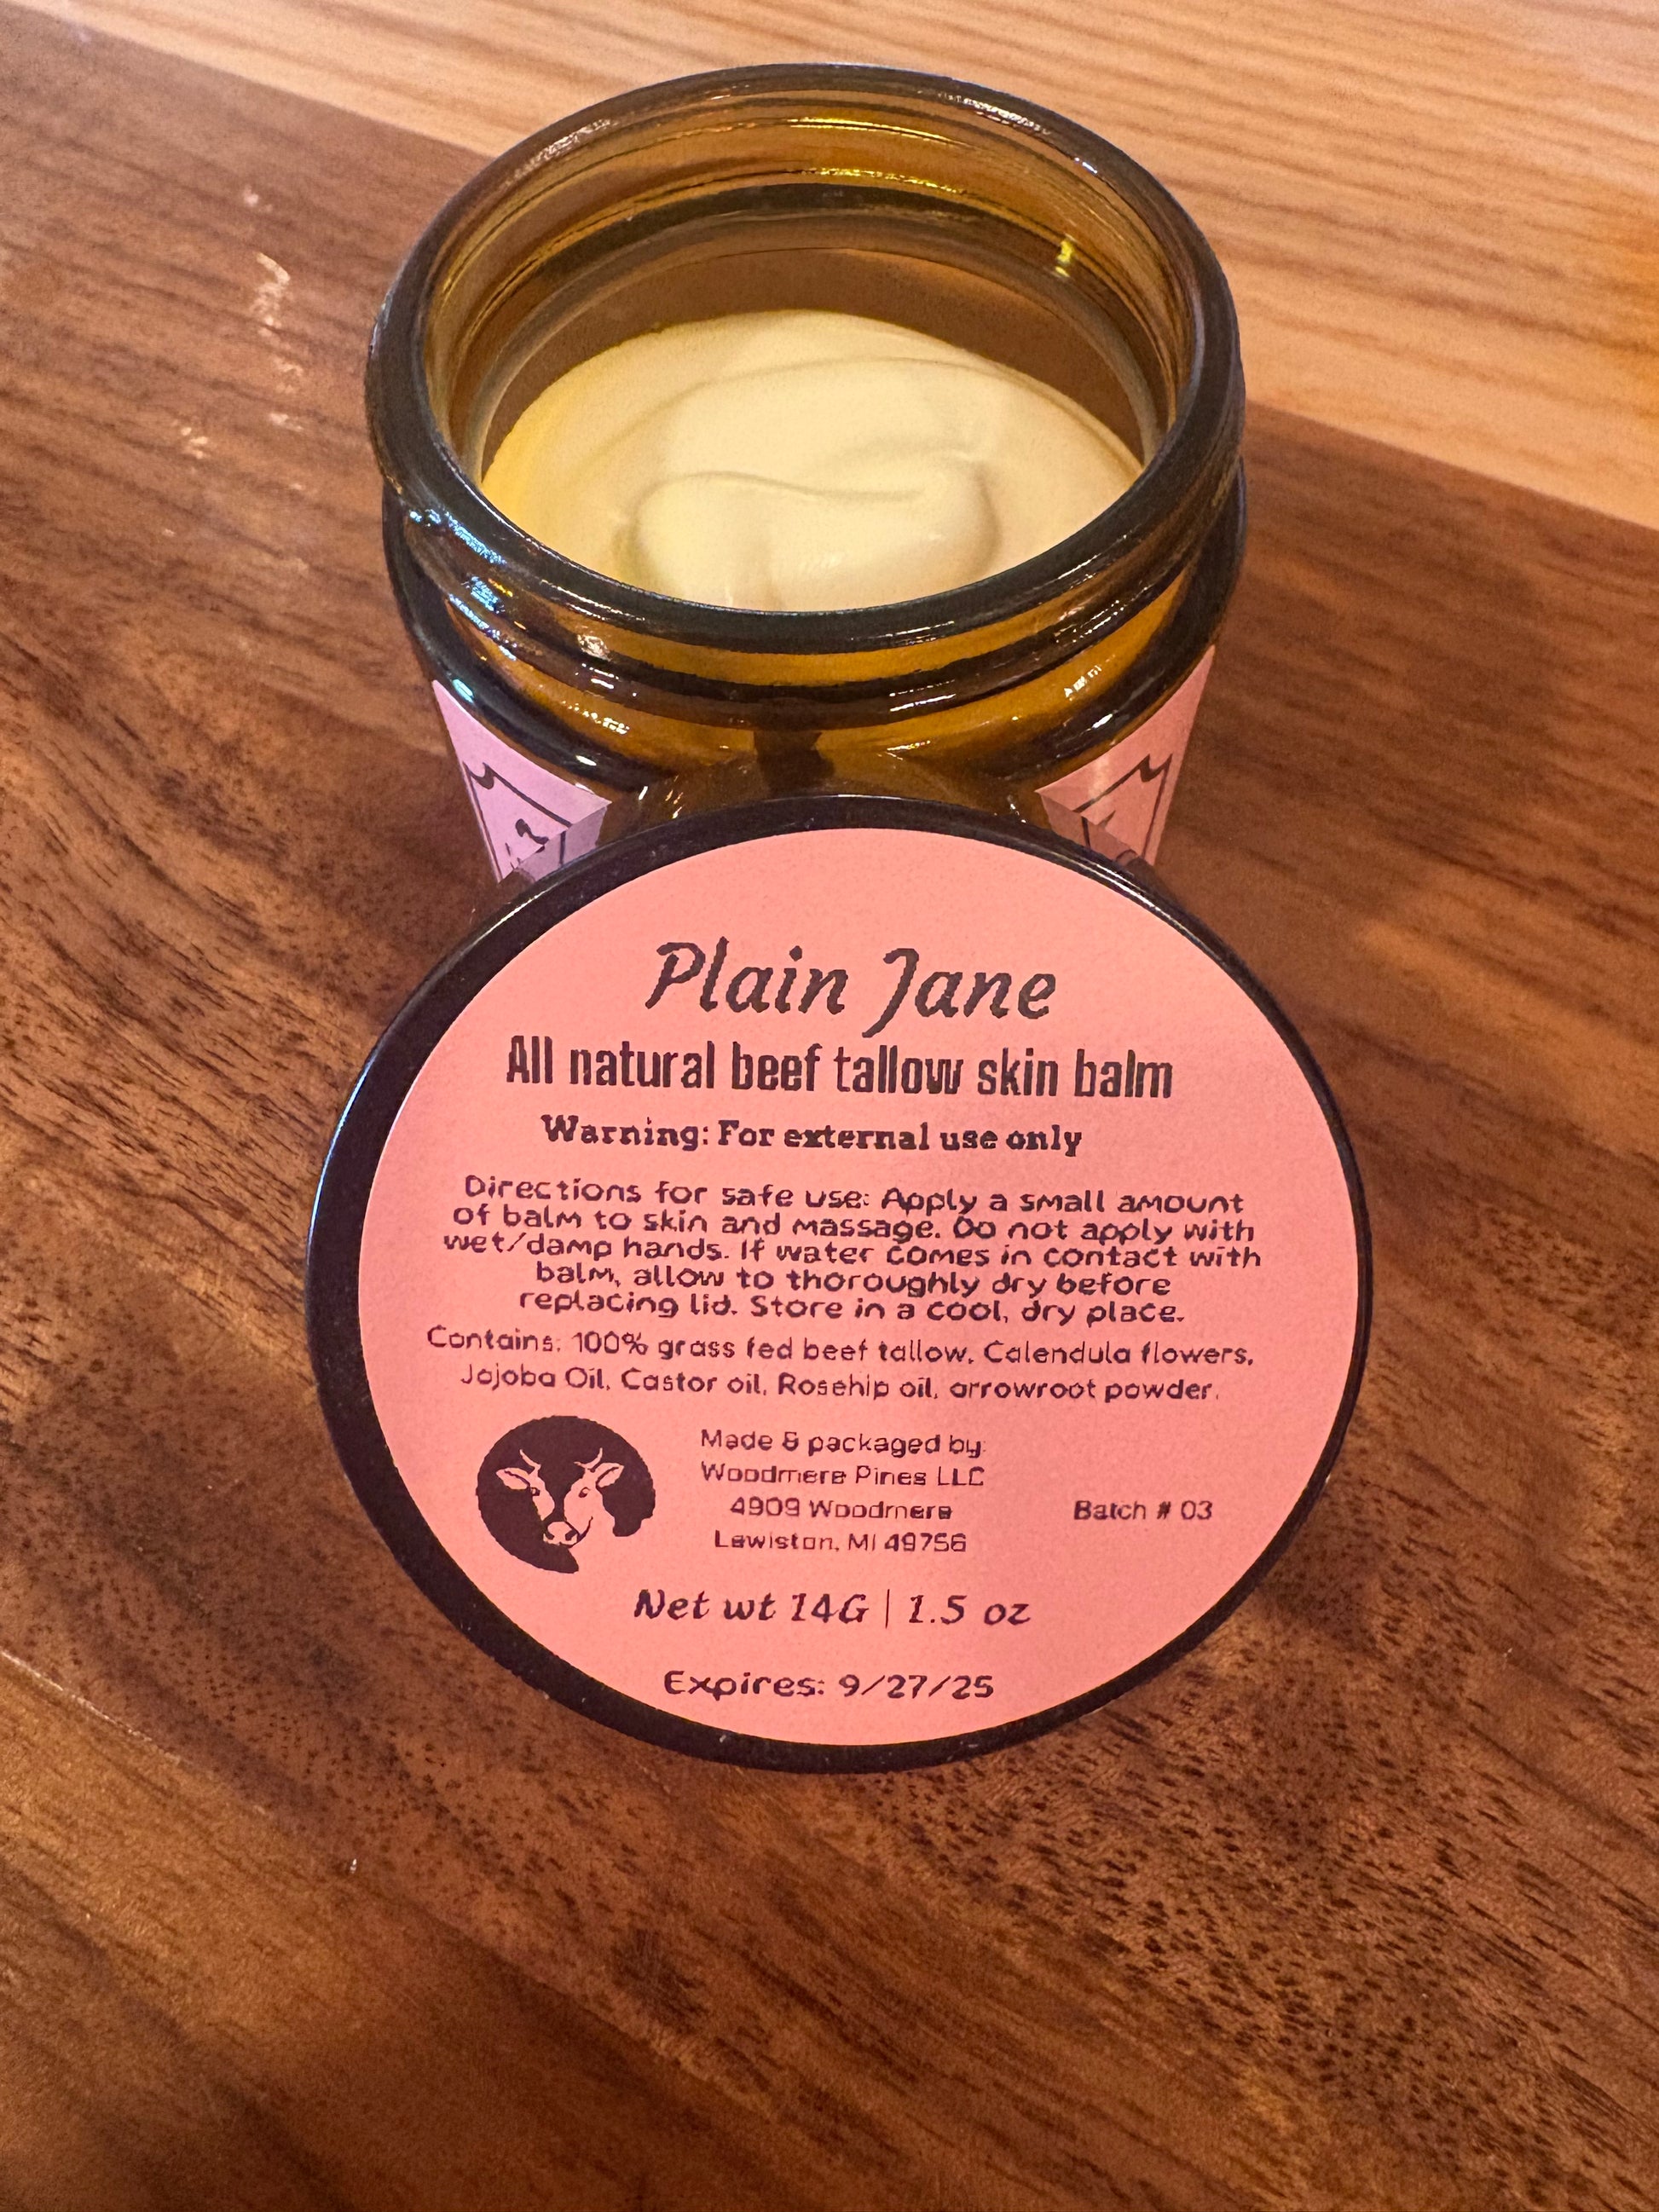 Plain Jane
All natural beef tallow skin balm
Warning: For external use only
Directions for safe use: Apply a small amount
of balm to skin and massage. Do not apply with
wet/damp hands. If water comes in contact with
balm, allow to thoroughly dry before
replacing lid. Store in a cool, dry place.
Contains: 100% grass fed beef tallow, Calendula flowers,
Jojoba Oil, Castor oil, Rosehip oil, arrowroot powder.
Made & packaged by:
Woodmere Pines LLC
4909 Woodmere
Lewiston, MI 49756
Batch # 03
Net wt 14G | 1.5 oz
Expires: 9/27/25